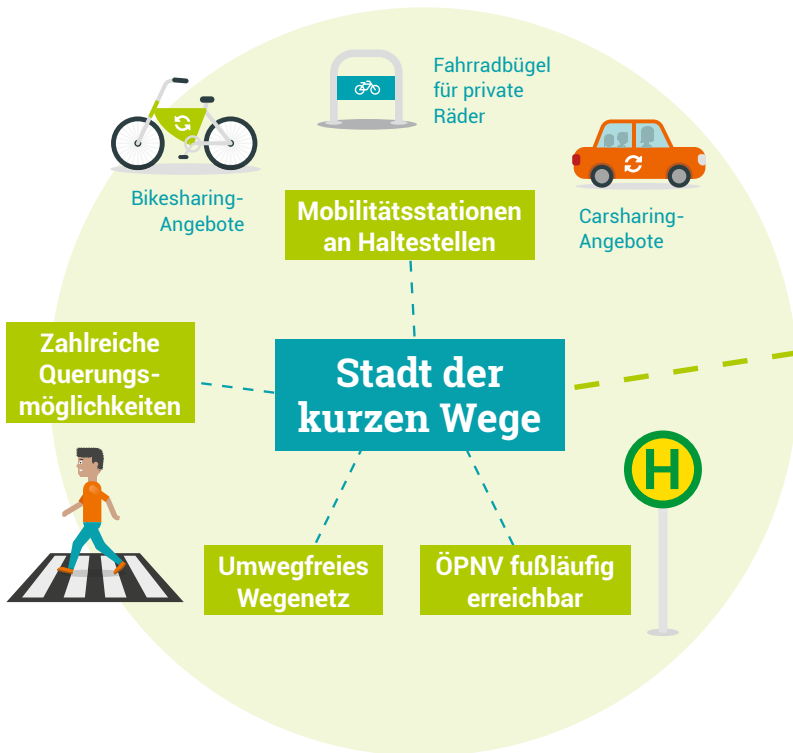 Fahrradbügel
für private
Räder
Bikesharing-
Angebote
Mobilitätsstationen
an Haltestellen
Carsharing-
Angebote
Zahlreiche
Querungs-
möglichkeiten
Stadt der
kurzen Wege
H
Umwegfreies
Wegenetz
ÖPNV fußläufig
erreichbar